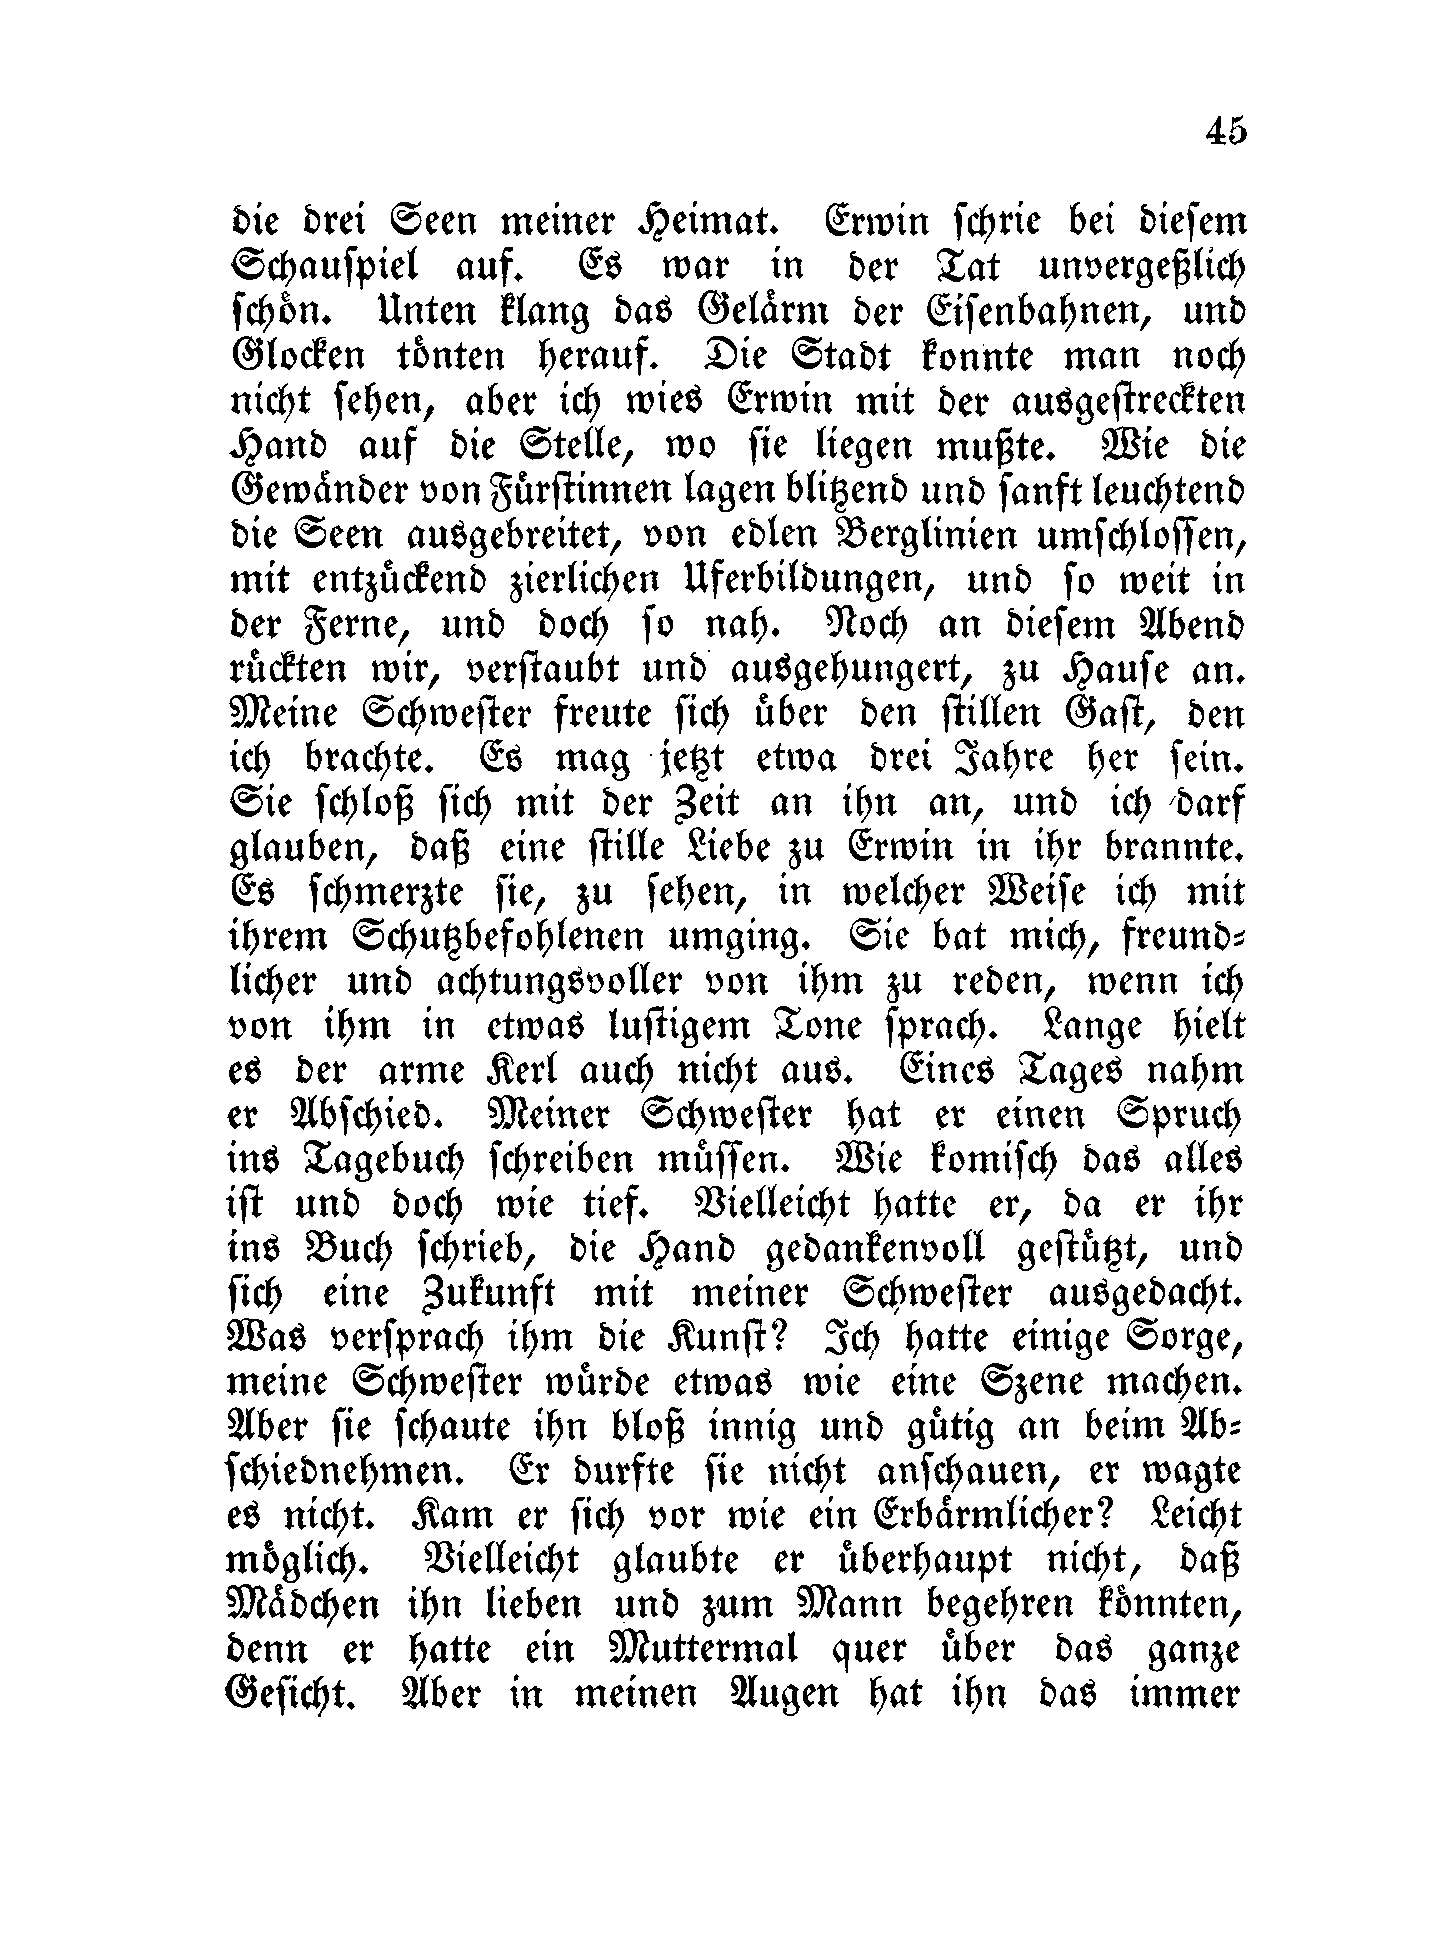 45
die drei Seen meiner Heimat. Erwin schrie bei diesem
Schauspiel auf. Es war in der Tat unvergeßlich
schön. Unten klang das Gelärm der Eisenbahnen, und
Glocken tönten herauf. Die Stadt konnte man noch
nicht sehen, aber ich wies Erwin mit der ausgestreckten
Hand auf die Stelle, wo sie liegen mußte. Wie die
Gewänder von Fürstinnen lagen blitzend und sanft leuchtend
die Seen ausgebreitet, von edlen Berglinien umschlossen,
mit entzückend zierlichen Uferbildungen, und so weit in
der Ferne, und doch so nah. Noch an diesem Abend
rückten wir, verstaubt und ausgehungert, zu Hause an.
Meine Schwester freute sich über den stillen Gast, den
ich brachte. Es mag jetzt etwa drei Jahre her sein.
Sie schloß sich mit der Zeit an ihn an, und ich darf
glauben, daß eine stille Liebe zu Erwin in ihr brannte.
Es schmerzte sie, zu sehen, in welcher Weise ich mit
ihrem Schutzbefohlenen umging. Sie bat mich, freund-
licher und achtungsvoller von ihm zu reden, wenn ich
von ihm in etwas lustigem Tone sprach. Lange hielt
es der arme Kerl auch nicht aus. Eines Tages nahm
er Abschied. Meiner Schwester hat er einen Spruch
ins Tagebuch schreiben müssen. Wie komisch das alles
ist und doch wie tief. Vielleicht hatte er, da er ihr
ins Buch schrieb, die Hand gedankenvoll gestützt, und
sich eine Zukunft mit meiner Schwester ausgedacht.
Was versprach ihm die Kunst? Ich hatte einige Sorge,
meine Schwester würde etwas wie eine Szene machen.
Aber sie schaute ihn bloß innig und gütig an beim Ab-
schiednehmen. Er durfte sie nicht anschauen, er wagte
es nicht. Kam er sich vor wie ein Erbärmlicher? Leicht
möglich. Vielleicht glaubte er überhaupt nicht, daß
Mädchen ihn lieben und zum Mann begehren könnten,
denn er hatte ein Muttermal quer über das ganze
Gesicht. Aber in meinen Augen hat ihn das immer